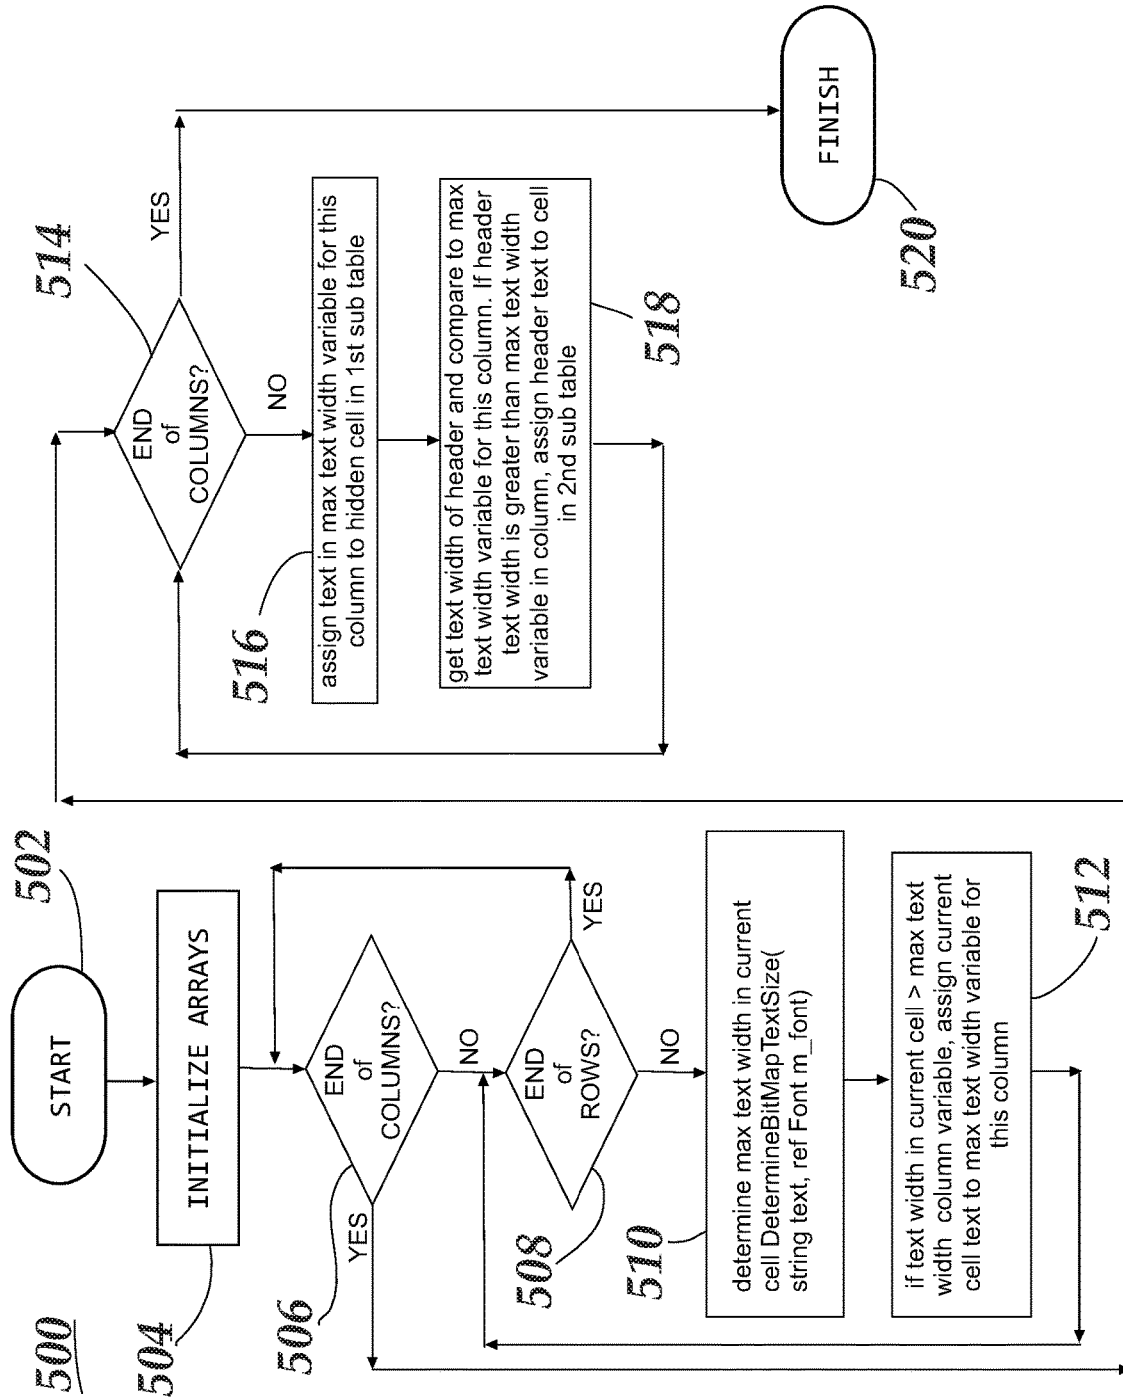 500
502
START
504
INITIALIZE ARRAYS
506
END
of
COLUMNS?
YES
NO
508
END
of
ROWS?
YES
NO
510
determine max text width in current
cell DetermineBitMapTextSize(
string text, ref Font m_font)
512
if text width in current cell > max text
width column variable, assign current
cell text to max text width variable for
this column
514
END
of
COLUMNS?
YES
NO
516
assign text in max text width variable for this
column to hidden cell in 1st sub table
518
get text width of header and compare to max
text width variable for this column. If header
text width is greater than max text width
variable in column, assign header text to cell
in 2nd sub table
FINISH
520